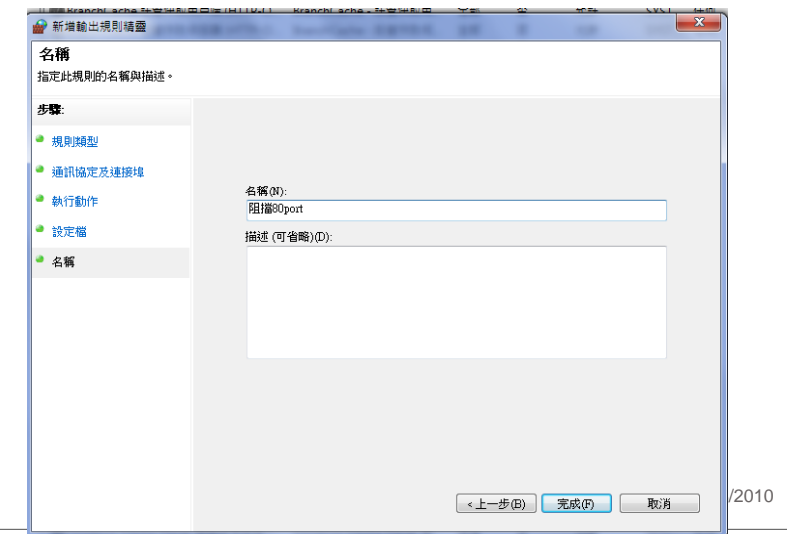 新增輸出規則精靈
名稱
指定此規則的名稱與描述。
步驟:
規則類型
通訊協定及連接埠
執行動作
設定檔
名稱
名稱(N):
阻擋80port
描述 (可省略)(D):
<上一步(B)
完成(F)
取消
/2010